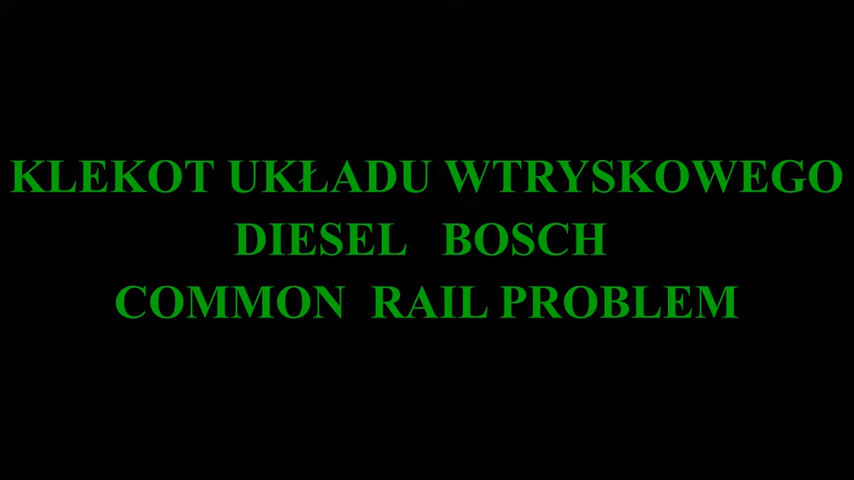 KLEKOT UKŁADU WTRYSKOWEGO
DIESEL BOSCH
COMMON RAIL PROBLEM